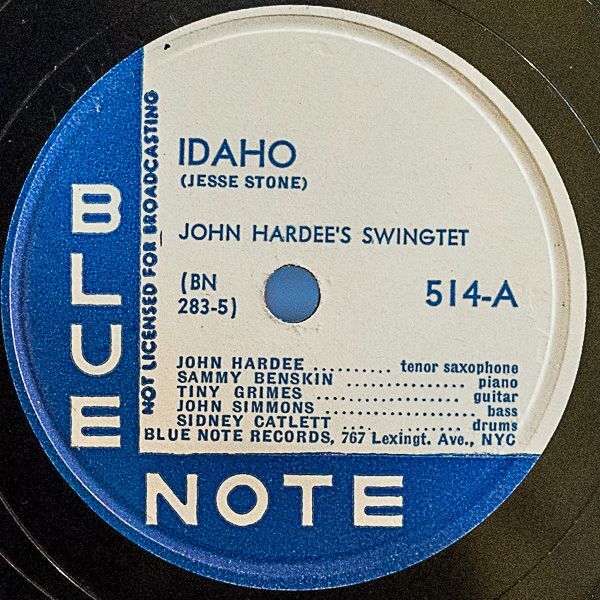 IDAHO
(JESSE STONE)
JOHN HARDEE'S SWINGTET
(BN
283-5)
514-A
JOHN HARDEE .......... tenor saxophone
SAMMY BENSKIN .................. piano
TINY GRIMES .................. guitar
JOHN SIMMONS .................. bass
SIDNEY CATLETT .... .......... drums
BLUE NOTE RECORDS, 767 Lexingt. Ave., NYC
NOT LICENSED FOR BROADCASTING
BLUE
NOTE